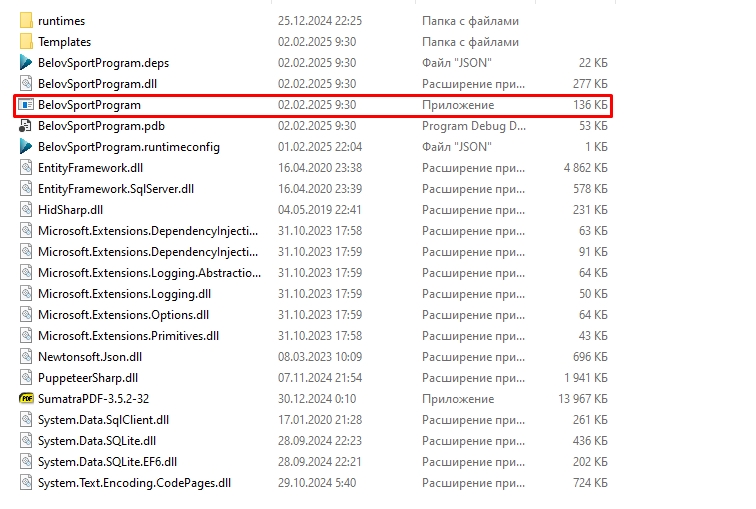 runtimes 25.12.2024 22:25 Папка с файлами
Templates 02.02.2025 9:30 Папка с файлами
BelovSportProgram.deps 02.02.2025 9:30 Файл "JSON" 22 КБ
BelovSportProgram.dll 02.02.2025 9:30 Расширение при... 277 КБ
BelovSportProgram 02.02.2025 9:30 Приложение 136 КБ
BelovSportProgram.pdb 02.02.2025 9:30 Program Debug D... 53 КБ
BelovSportProgram.runtimeconfig 01.02.2025 22:04 Файл "JSON" 1 КБ
EntityFramework.dll 16.04.2020 23:38 Расширение при... 4 862 КБ
EntityFramework.SqlServer.dll 16.04.2020 23:39 Расширение при... 578 КБ
HidSharp.dll 04.05.2019 22:41 Расширение при... 231 КБ
Microsoft.Extensions.DependencyInjecti... 31.10.2023 17:58 Расширение при... 63 КБ
Microsoft.Extensions.DependencyInjecti... 31.10.2023 17:59 Расширение при... 91 КБ
Microsoft.Extensions.Logging.Abstractio... 31.10.2023 17:59 Расширение при... 64 КБ
Microsoft.Extensions.Logging.dll 31.10.2023 17:59 Расширение при... 50 КБ
Microsoft.Extensions.Options.dll 31.10.2023 17:59 Расширение при... 64 КБ
Microsoft.Extensions.Primitives.dll 31.10.2023 17:58 Расширение при... 43 КБ
Newtonsoft.Json.dll 08.03.2023 10:09 Расширение при... 696 КБ
PuppeteerSharp.dll 07.11.2024 21:54 Расширение при... 1 941 КБ
PDF SumatraPDF-3.5.2-32 30.12.2024 0:10 Приложение 13 967 КБ
System.Data.SqlClient.dll 17.01.2020 21:28 Расширение при... 261 КБ
System.Data.SQLite.dll 28.09.2024 22:23 Расширение при... 436 КБ
System.Data.SQLite.EF6.dll 28.09.2024 22:21 Расширение при... 202 КБ
System.Text.Encoding.CodePages.dll 29.10.2024 5:40 Расширение при... 724 КБ